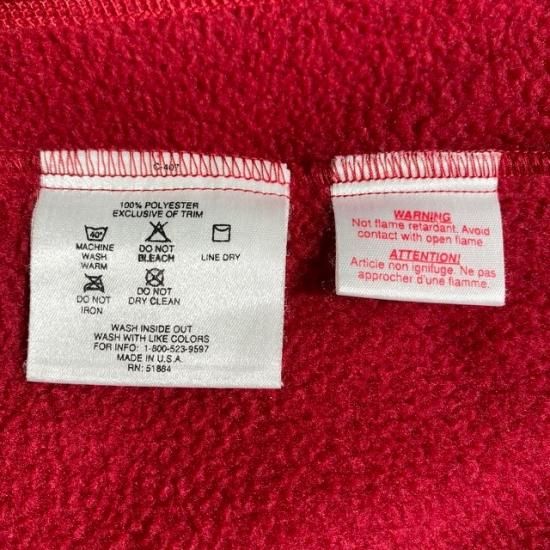 C-407
100% POLYESTER
EXCLUSIVE OF TRIM
40°
MACHINE
WASH
WARM
DO NOT
BLEACH
LINE DRY
DO NOT
IRON
DO NOT
DRY CLEAN
WASH INSIDE OUT
WASH WITH LIKE COLORS
FOR INFO: 1-800-523-9597
MADE IN U.S.A.
RN: 51884
WARNING
Not flame retardant. Avoid
contact with open flame
ATTENTION!
Article non ignifuge. Ne pas
approcher d'une flamme.